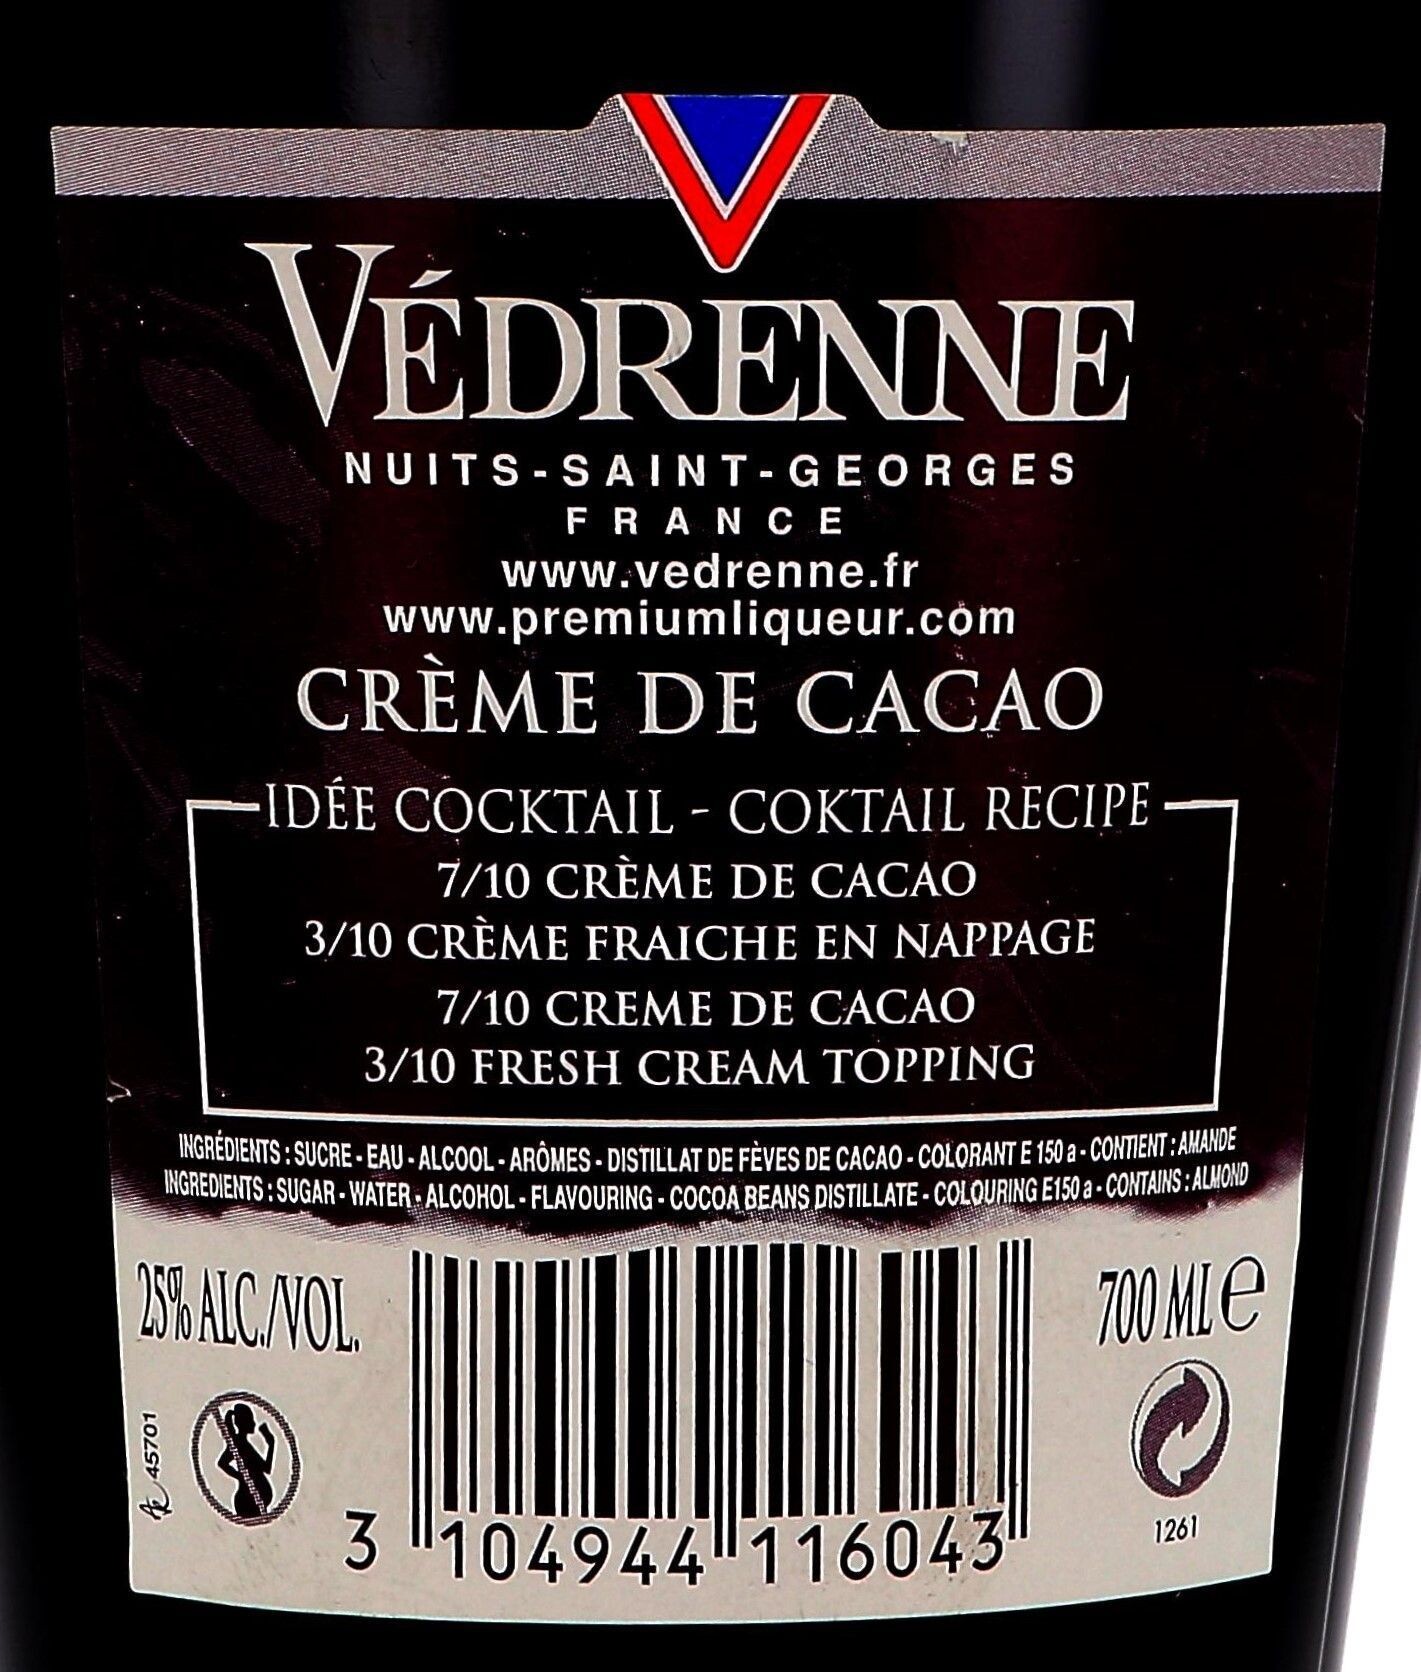 VÉDRENNE
NUITS-SAINT-GEORGES
FRANCE
www.vedrenne.fr
www.premiumliqueur.com
CRÈME DE CACAO
IDÉE COCKTAIL - COKTAIL RECIPE
7/10 CRÈME DE CACAO
3/10 CRÈME FRAICHE EN NAPPAGE
7/10 CREME DE CACAO
3/10 FRESH CREAM TOPPING
INGRÉDIENTS : SUCRE - EAU - ALCOOL - ARÔMES - DISTILLAT DE FÈVES DE CACAO - COLORANT E 150 a - CONTIENT : AMANDE
INGREDIENTS : SUGAR - WATER - ALCOHOL - FLAVOURING - COCOA BEANS DISTILLATE - COLOURING E150 a - CONTAINS : ALMOND
25% ALC./VOL.
700 ML e
45701
3 104944 116043
1261